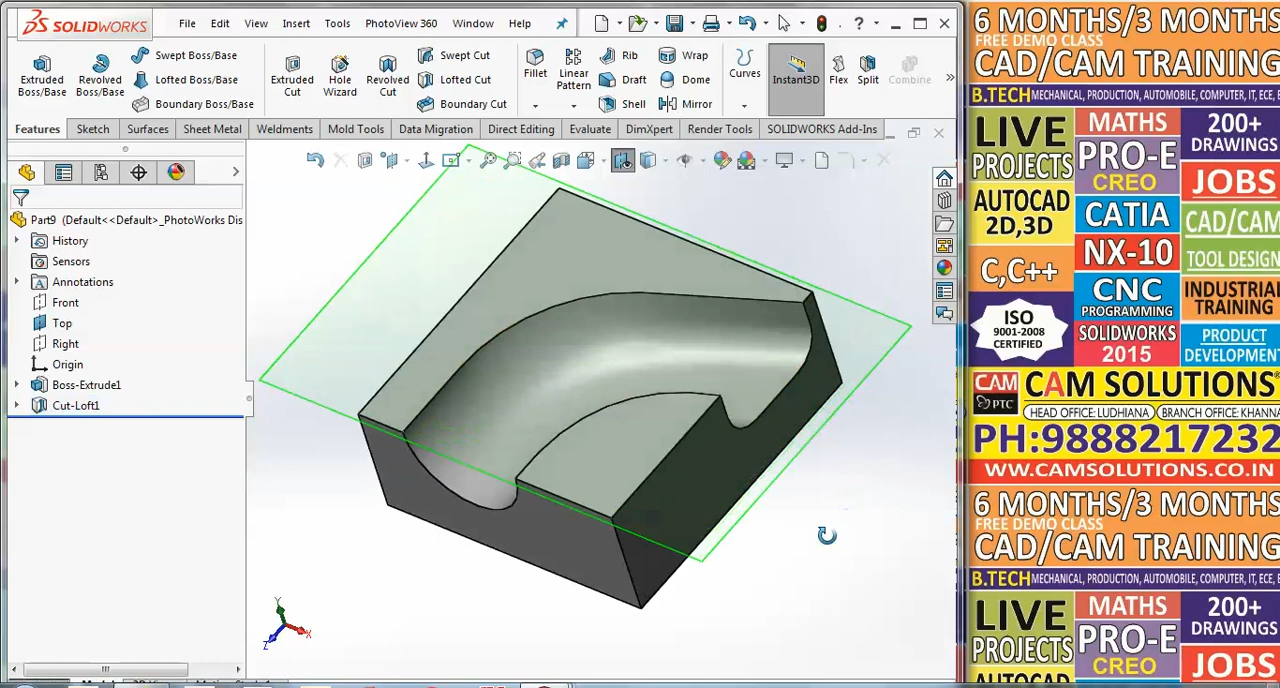 SOLIDWORKS
File Edit View Insert Tools PhotoView 360 Window Help
Extruded Boss/Base
Revolved Boss/Base
Swept Boss/Base
Lofted Boss/Base
Boundary Boss/Base
Extruded Cut
Hole Wizard
Revolved Cut
Swept Cut
Lofted Cut
Boundary Cut
Fillet
Linear Pattern
Rib
Draft
Shell
Wrap
Dome
Mirror
Curves
Instant3D
Flex
Split
Combine
Features Sketch Surfaces Sheet Metal Weldments Mold Tools Data Migration Direct Editing Evaluate DimXpert Render Tools SOLIDWORKS Add-Ins
Part9 (Default<<Default>_PhotoWorks Dis
History
Sensors
Annotations
Front
Top
Right
Origin
Boss-Extrude1
Cut-Loft1
Y
X
Z
6 MONTHS/3 MONTHS
FREE DEMO CLASS
CAD/CAM TRAINING
B.TECH MECHANICAL, PRODUCTION, AUTOMOBILE, COMPUTER, IT, ECE,
LIVE
PROJECTS
MATHS
PRO-E
CREO
200+
DRAWINGS
JOBS
AUTOCAD
2D,3D
CATIA
CAD/CAM
TOOL DESIGN
C,C++
NX-10
CNC
PROGRAMMING
INDUSTRIAL
TRAINING
ISO
9001-2008
CERTIFIED
SOLIDWORKS
2015
PRODUCT
DEVELOPMENT
CAM
PTC
CAM SOLUTIONS
HEAD OFFICE: LUDHIANA BRANCH OFFICE: KHANNA
PH:9888217232
WW.CAMSOLUTIONS.CO.IN
6 MONTHS/3 MONTHS
FREE DEMO CLASS
CAD/CAM TRAINING
B.TECH MECHANICAL, PRODUCTION, AUTOMOBILE, COMPUTER, IT, ECE,
LIVE
PROJECTS
MATHS
PRO-E
CREO
200+
DRAWINGS
JOBS
AUTOCAD